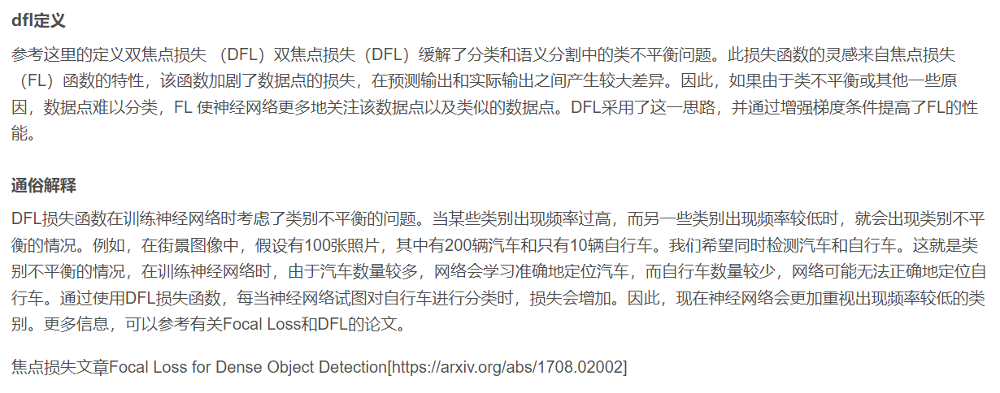 dfl定义
参考这里的定义双焦点损失 （DFL）双焦点损失（DFL）缓解了分类和语义分割中的类不平衡问题。此损失函数的灵感来自焦点损失
（FL）函数的特性，该函数加剧了数据点的损失，在预测输出和实际输出之间产生较大差异。因此，如果由于类不平衡或其他一些原
因，数据点难以分类，FL 使神经网络更多地关注该数据点以及类似的数据点。DFL采用了这一思路，并通过增强梯度条件提高了FL的性
能。
通俗解释
DFL损失函数在训练神经网络时考虑了类别不平衡的问题。当某些类别出现频率过高，而另一些类别出现频率较低时，就会出现类别不平
衡的情况。例如，在街景图像中，假设有100张照片，其中有200辆汽车和只有10辆自行车。我们希望同时检测汽车和自行车。这就是类
别不平衡的情况，在训练神经网络时，由于汽车数量较多，网络会学习准确地定位汽车，而自行车数量较少，网络可能无法正确地定位自
行车。通过使用DFL损失函数，每当神经网络试图对自行车进行分类时，损失会增加。因此，现在神经网络会更加重视出现频率较低的类
别。更多信息，可以参考有关Focal Loss和DFL的论文。
焦点损失文章Focal Loss for Dense Object Detection[https://arxiv.org/abs/1708.02002]